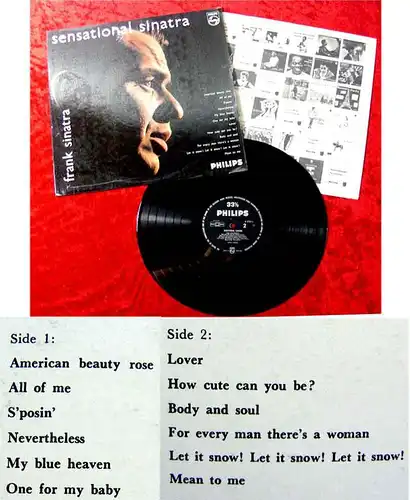 sensational sinatra
PHILIPS
frank sinatra
PHILIPS
33⅓
PHILIPS
2
Side 1:
American beauty rose
All of me
S'posin'
Nevertheless
My blue heaven
One for my baby
Side 2:
Lover
How cute can you be?
Body and soul
For every man there's a woman
Let it snow! Let it snow! Let it snow!
Mean to me